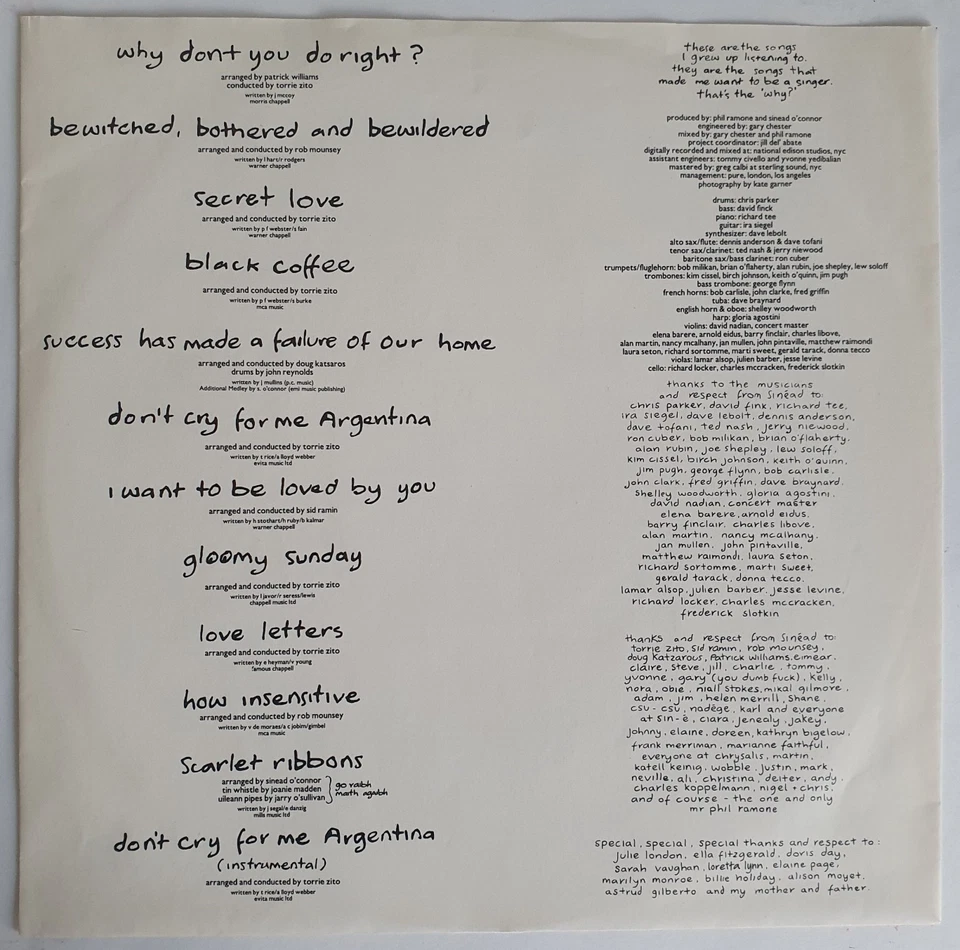 why don't you do right ?
arranged by patrick williams
conducted by torrie zito
written by j mccoy
morris chappell
bewitched, bothered and bewildered
arranged and conducted by rob mounsey
written by l hart/r rodgers
warner chappell
secret love
arranged and conducted by torrie zito
written by p f webster/s fain
warner chappell
black coffee
arranged and conducted by torrie zito
written by p f webster/s burke
mca music
success has made a failure of our home
arranged and conducted by doug katsaros
drums by john reynolds
written by j mullins (p.c. music)
Additional Medley by s. o'connor (emi music publishing)
don't cry for me Argentina
arranged and conducted by torrie zito
written by t rice/a lloyd webber
evita music ltd
i want to be loved by you
arranged and conducted by sid ramin
written by h stothart/h ruby/b kalmar
warner chappell
gloomy sunday
arranged and conducted by torrie zito
written by l javor/r seress/lewis
chappell music ltd
love letters
arranged and conducted by torrie zito
written by e heyman/v young
famous chappell
how insensitive
arranged and conducted by rob mounsey
written by v de moraes/a c jobim/gimbel
mca music
scarlet ribbons
arranged by sinead o'connor
tin whistle by joanie madden
uileann pipes by jarry o'sullivan
go raibh
maith agaibh
written by j segal/e danzig
mills music ltd
don't cry for me Argentina
(instrumental)
arranged and conducted by torrie zito
written by t rice/a lloyd webber
evita music ltd
these are the songs
I grew up listening to.
they are the songs that
made me want to be a singer.
that's the 'why?'
produced by: phil ramone and sinead o'connor
engineered by: gary chester
mixed by: gary chester and phil ramone
project coordinator: jill del' abate
digitally recorded and mixed at: national edison studios, nyc
assistant engineers: tommy civello and yvonne yedibalian
mastered by: greg calbi at sterling sound, nyc
management: pure, london, los angeles
photography by kate garner
drums: chris parker
bass: david finck
piano: richard tee
guitar: ira siegel
synthesizer: dave lebolt
alto sax/flute: dennis anderson & dave tofani
tenor sax/clarinet: ted nash & jerry niewood
baritone sax/bass clarinet: ron cuber
trumpets/fluglehorn: bob milikan, brian o'flaherty, alan rubin, joe shepley, lew soloff
trombones: kim cissel, birch johnson, keith o'quinn, jim pugh
bass trombone: george flynn
french horns: bob carlisle, john clarke, fred griffin
tuba: dave braynard
english horn & oboe: shelley woodworth
harp: gloria agostini
violins: david nadian, concert master
elena barere, arnold eidus, barry finclair, charles libove,
alan martin, nancy mcalhany, jan mullen, john pintaville, matthew raimondi
laura seton, richard sortomme, marti sweet, gerald tarack, donna tecco
violas: lamar alsop, julien barber, jesse levine
cello: richard locker, charles mccracken, frederick slotkin
thanks to the musicians
and respect from Sinéad to:
chris parker, david fink, richard tee,
ira siegel, dave lebolt, dennis anderson,
dave tofani, ted nash, jerry niewood,
ron cuber, bob milikan, brian o'flaherty,
alan rubin, joe shepley, lew soloff,
kim cissel, birch johnson, keith o'quinn,
jim pugh, george flynn, bob carlisle,
john clark, fred griffin, dave braynard,
shelley woodworth, gloria agostini,
david nadian, concert master
elena barere, arnold eidus,
barry finclair, charles libove,
alan martin, nancy mcalhany,
jan mullen, john pintaville,
matthew raimondi, laura seton,
richard sortomme, marti sweet,
gerald tarack, donna tecco,
lamar alsop, julien barber, jesse levine,
richard locker, charles mccracken,
frederick slotkin
thanks and respect from Sinéad to:
torrie zito, sid ramin, rob mounsey,
doug Katzarous, Patrick williams, eimear,
claire, steve, jill, charlie, tommy,
yvonne, gary (you dumb fuck), kelly,
nora, obie, niall stokes, mikal gilmore,
adam, jim, helen merrill, shane,
csu-csu, nadège, karl and everyone
at sin-é, ciara, jenealy, jakey,
johnny, elaine, doreen, kathryn bigelow,
frank merriman, marianne faithful,
everyone at chrysalis, martin,
katell keinig, wobble, justin, mark,
neville, ali, christina, deiter, andy,
charles koppelmann, nigel + chris,
and of course - the one and only
mr phil ramone
special, special, special thanks and respect to:
julie london, ella fitzgerald, doris day,
sarah vaughan, loretta lynn, elaine page,
marilyn monroe, billie holiday, alison moyet,
astrud gilberto and my mother and father.